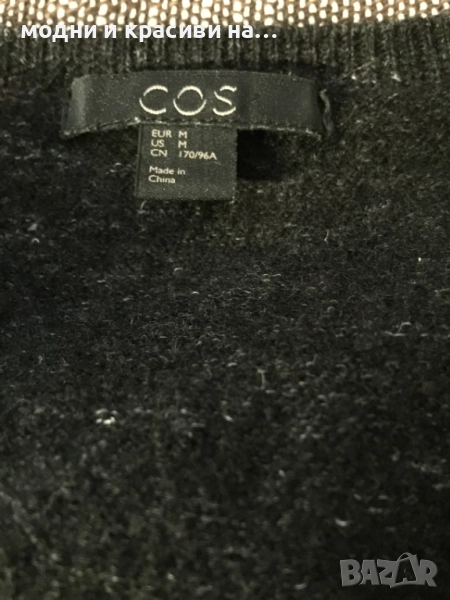 модни и красиви на...
COS
EUR M
US M
CN 170/96A
Made in
China
BAZAR